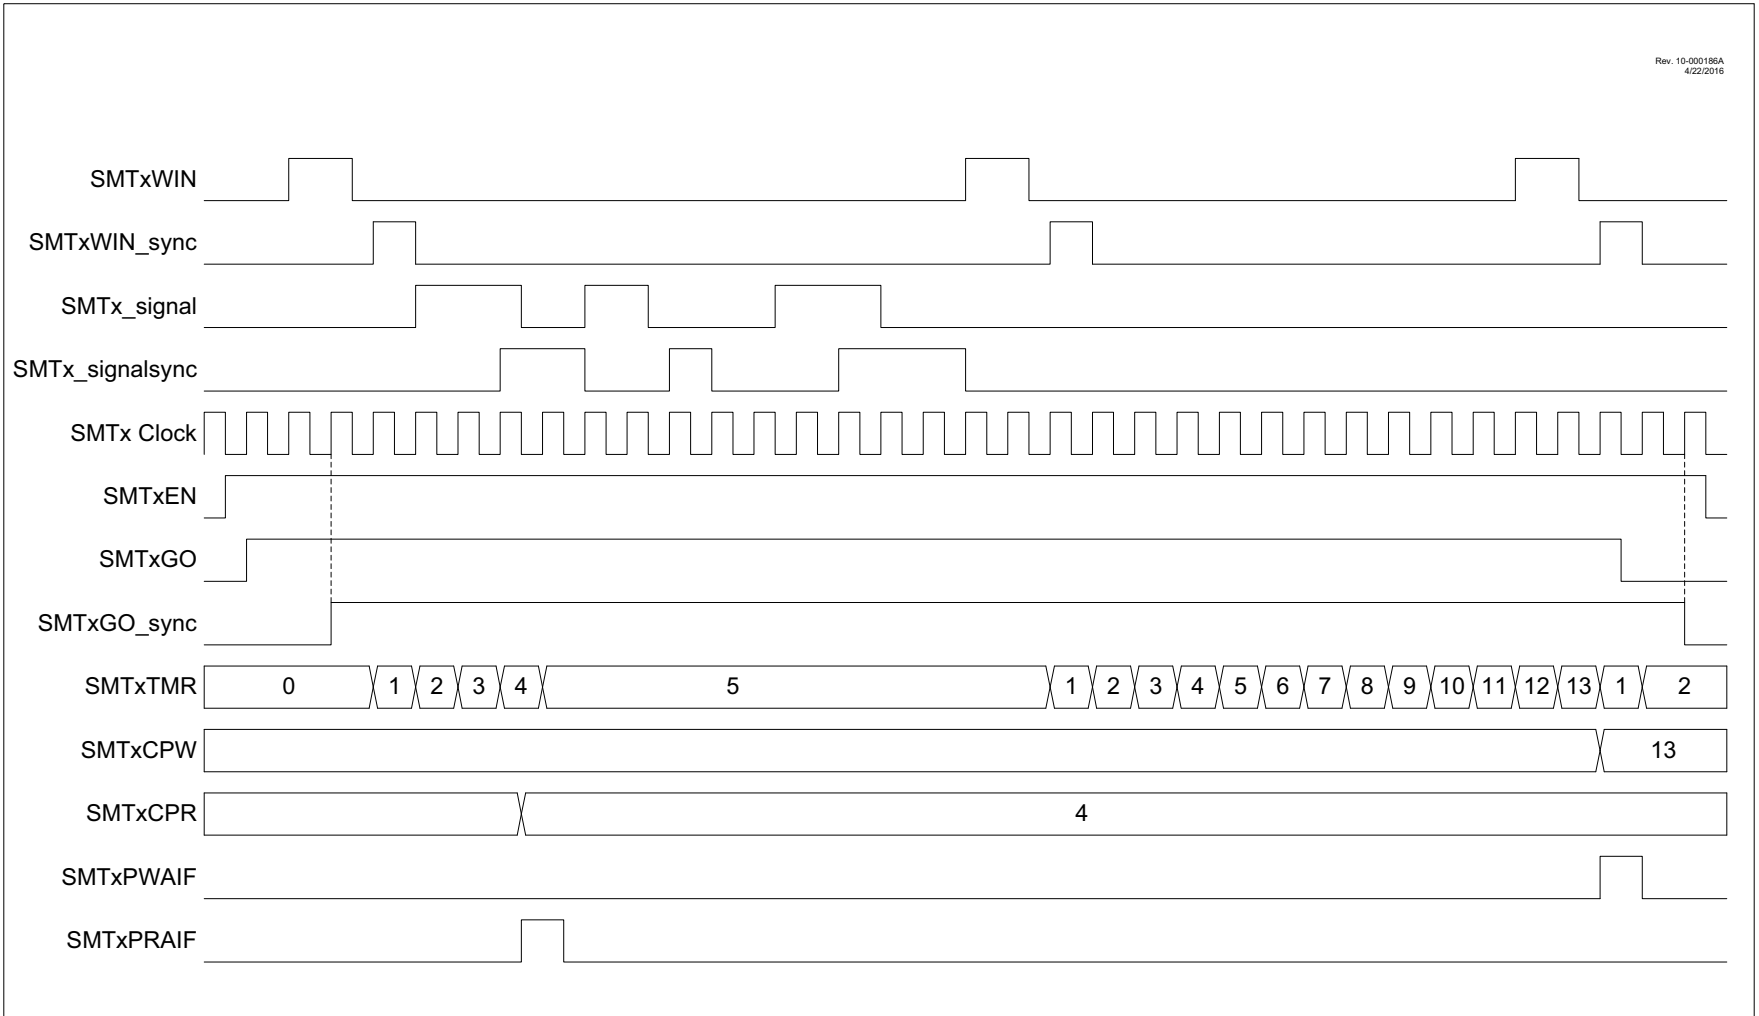 Rev. 10-000186A
4/22/2016
SMTxWIN
SMTxWIN_sync
SMTx_signal
SMTx_signalsync
SMTx Clock
SMTxEN
SMTxGO
SMTxGO_sync
SMTxTMR 0 1 2 3 4 5 1 2 3 4 5 6 7 8 9 10 11 12 13 1 2
SMTxCPW 13
SMTxCPR 4
SMTxPWAIF
SMTxPRAIF